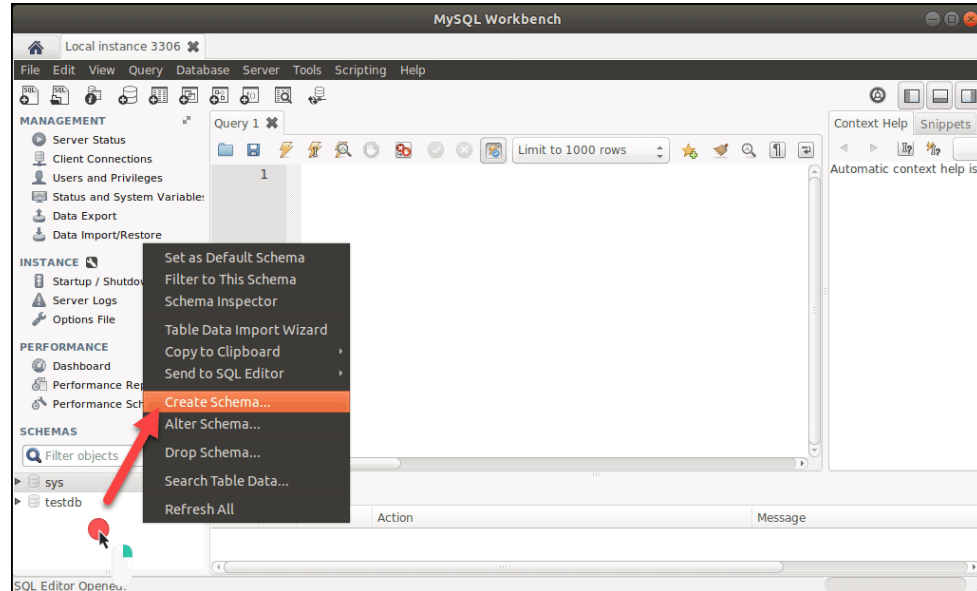 MySQL Workbench
Local instance 3306
File Edit View Query Database Server Tools Scripting Help
MANAGEMENT
Server Status
Client Connections
Users and Privileges
Status and System Variable
Data Export
Data Import/Restore
INSTANCE
Startup / Shutdo
Server Logs
Options File
PERFORMANCE
Dashboard
Performance Rep
Performance Sch
SCHEMAS
Filter objects
sys
testdb
Query 1
Limit to 1000 rows
1
Set as Default Schema
Filter to This Schema
Schema Inspector
Table Data Import Wizard
Copy to Clipboard
Send to SQL Editor
Create Schema...
Alter Schema...
Drop Schema...
Search Table Data...
Refresh All
Action Message
Context Help Snippets
Automatic context help is
SQL Editor Opened.